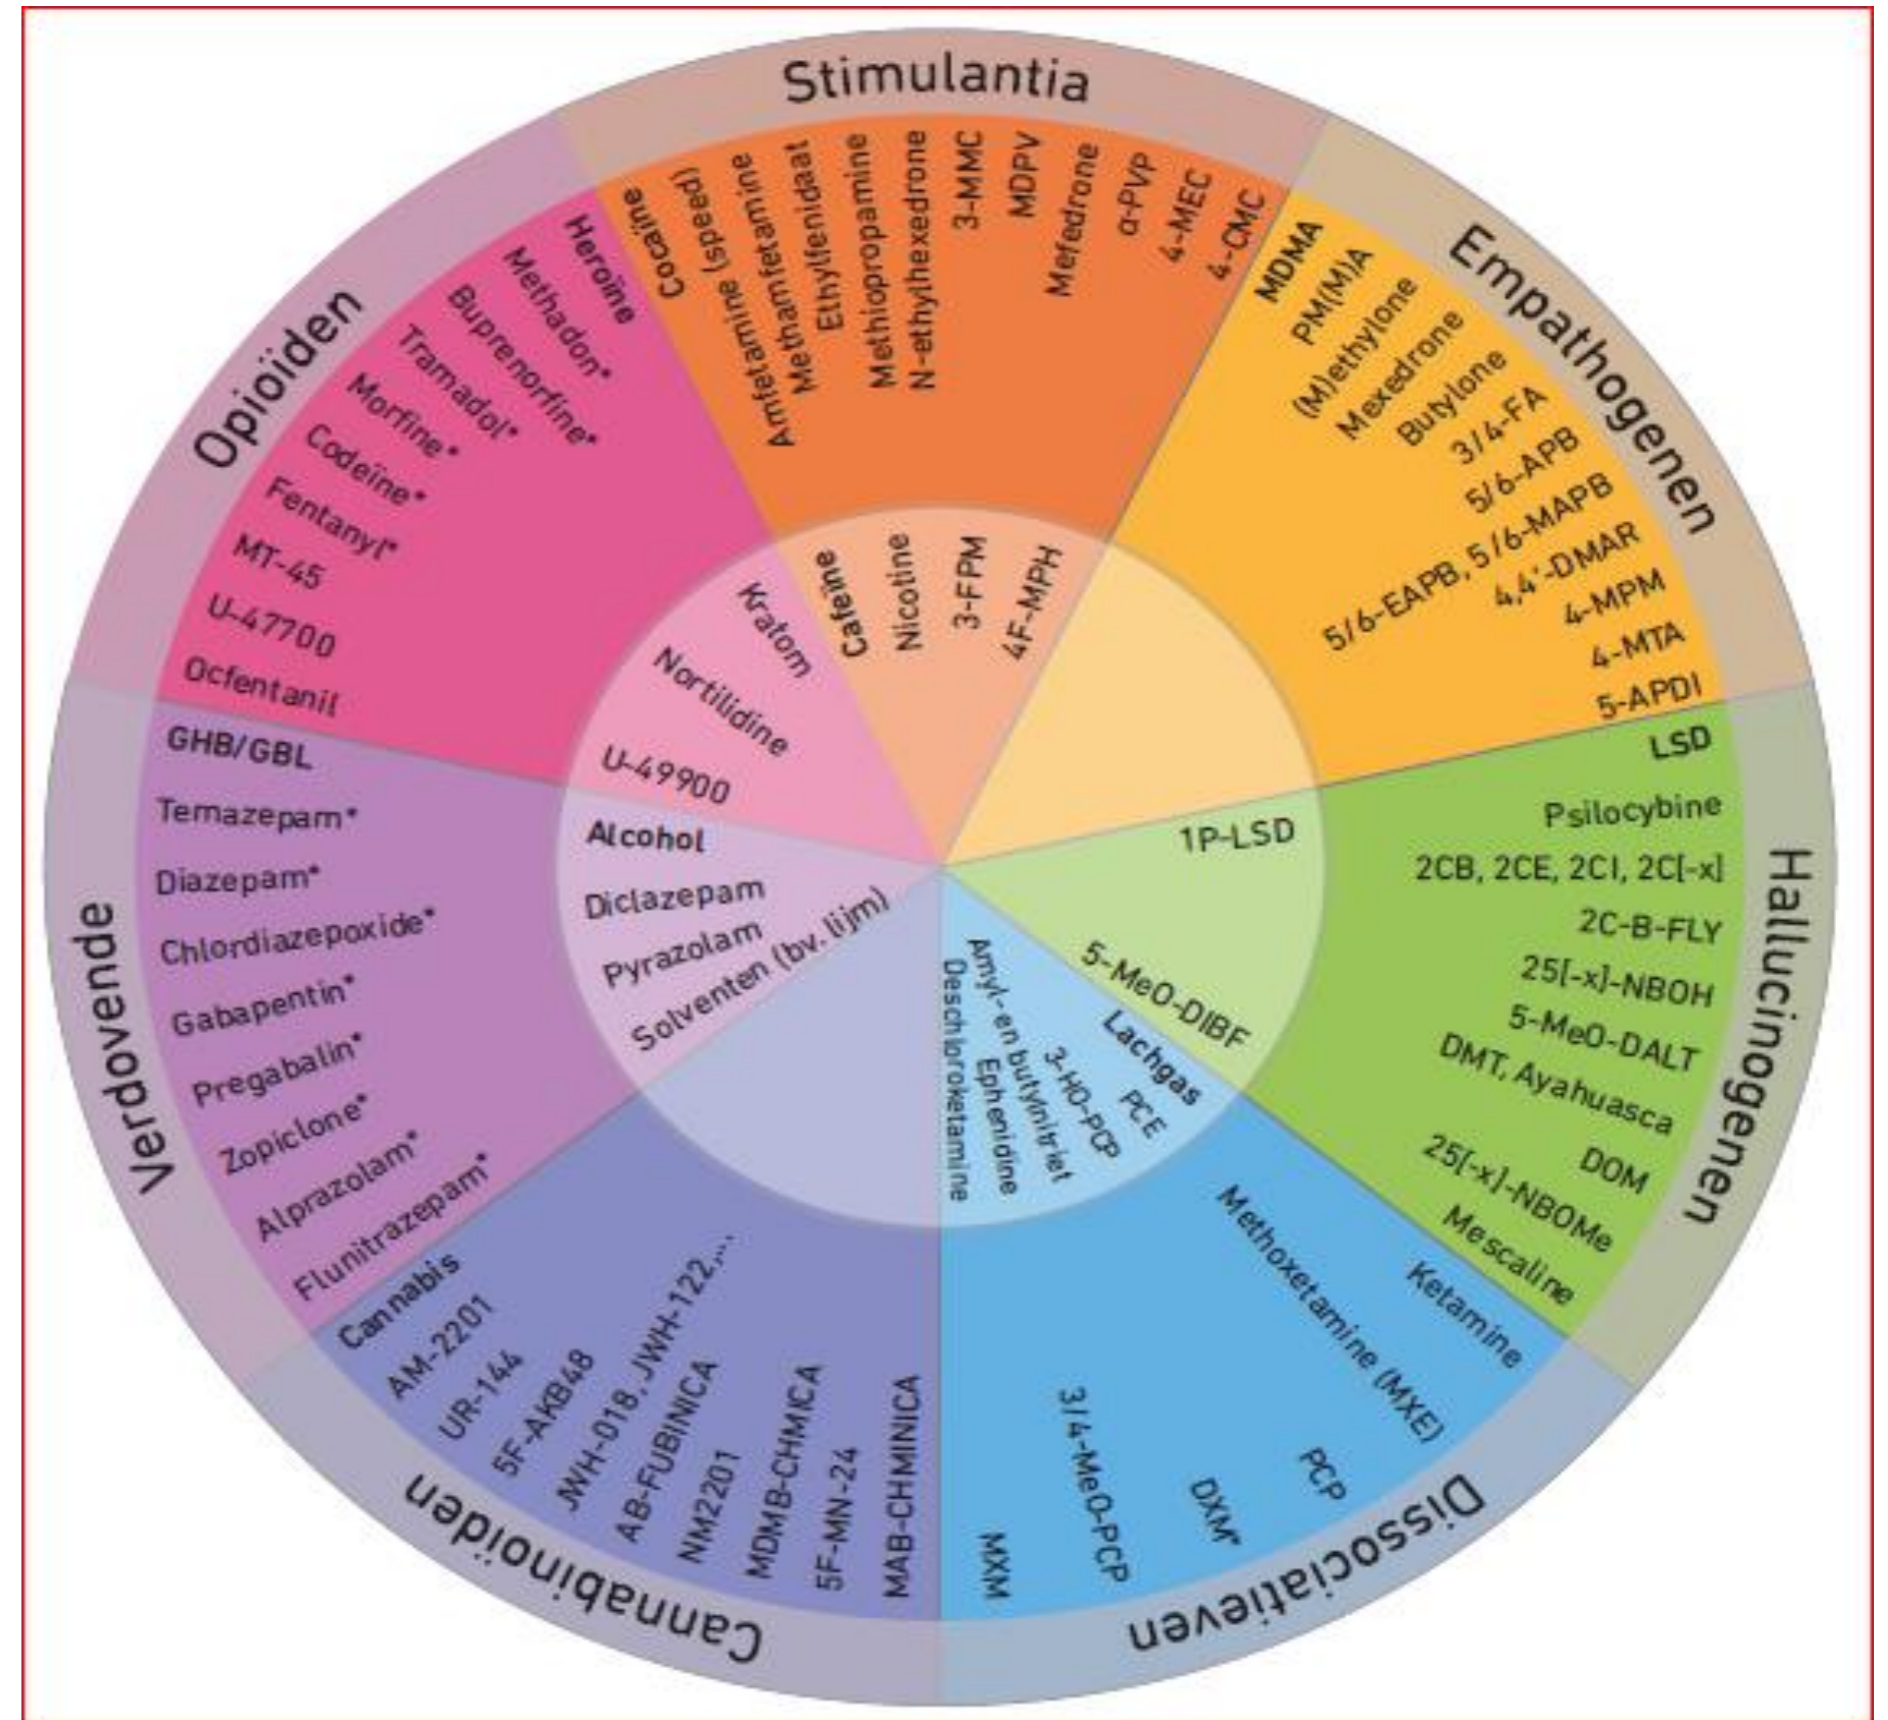 Stimulantia
Cocaïne
Amfetamine (speed)
Methamfetamine
Ethylfenidaat
Methiopropamine
N-ethylhexedrone
3-MMC
MDPV
Mefedrone
α-PVP
4-MEC
4-CMC
Cafeïne
Nicotine
3-FPM
4F-MPH
Empathogenen
MDMA
PM(M)A
(M)ethylone
Mexedrone
Butylone
3/4-FA
5/6-APB
5/6-EAPB, 5/6-MAPB
4,4'-DMAR
4-MPM
4-MTA
5-APDI
Hallucinogenen
LSD
Psilocybine
2CB, 2CE, 2CI, 2C[-x]
2C-B-FLY
25[-x]-NBOH
5-MeO-DALT
DMT, Ayahuasca
DOM
25[-x]-NBOMe
Mescaline
1P-LSD
5-MeO-DIBF
Dissociatieven
Ketamine
Methoxetamine (MXE)
PCP
DXM*
3/4-MeO-PCP
MXM
Lachgas
PCE
3-HO-PCP
Amyl-en butylnitriet
Ephenidine
Deschloroketamine
Cannabinoïden
Cannabis
AM-2201
UR-144
5F-AKB48
JWH-018, JWH-122,...
AB-FUBINICA
NM2201
MDMB-CHMICA
5F-MN-24
MAB-CHMINICA
Verdovende
GHB/GBL
Temazepam*
Diazepam*
Chlordiazepoxide*
Gabapentin*
Pregabalin*
Zopiclone*
Alprazolam*
Flunitrazepam*
Alcohol
Diclazepam
Pyrazolam
Solventen (bv. lijm)
Opioïden
Heroïne
Methadon*
Buprenorfine*
Tramadol*
Morfine*
Codeïne*
Fentanyl*
MT-45
U-47700
Ocfentanil
Kratom
Nortilidine
U-49900